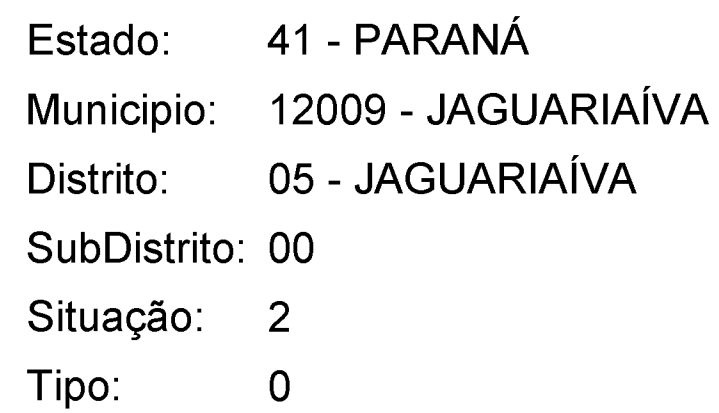 Estado: 41 - PARANÁ
Municipio: 12009 - JAGUARIAÍVA
Distrito: 05 - JAGUARIAÍVA
SubDistrito: 00
Situação: 2
Tipo: 0